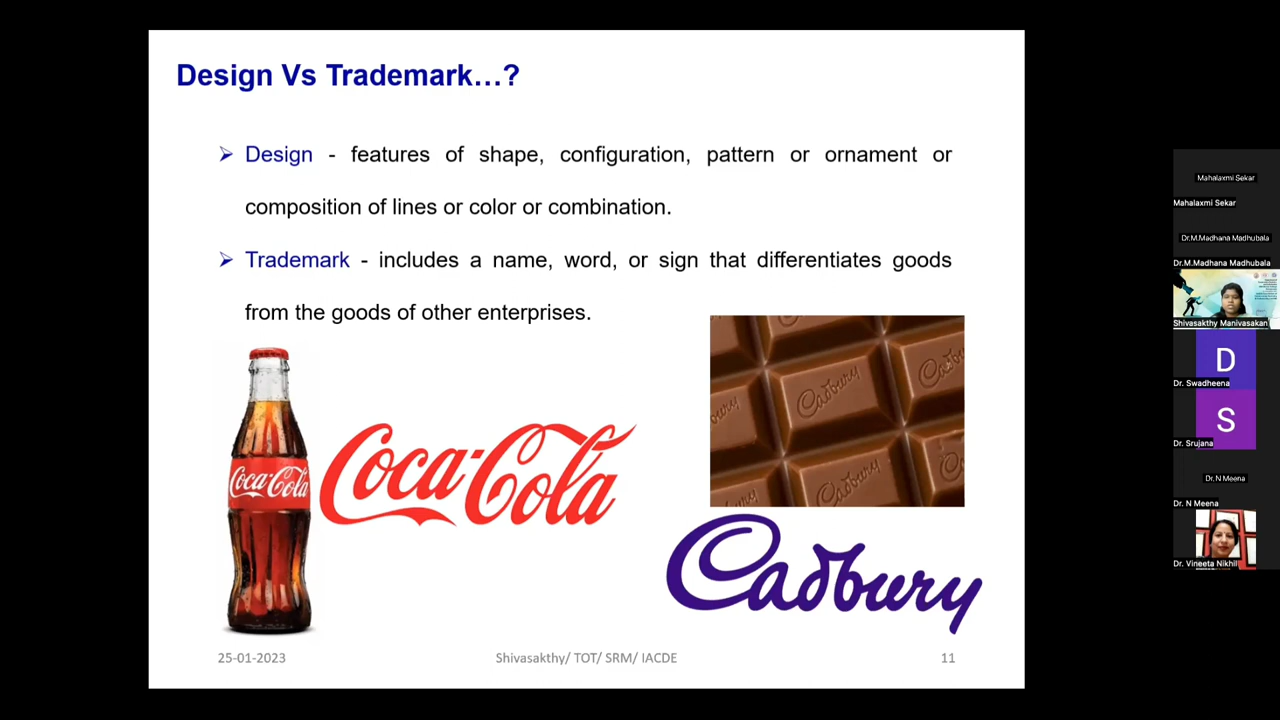 Design Vs Trademark...?
➢ Design - features of shape, configuration, pattern or ornament or
composition of lines or color or combination.
➢ Trademark - includes a name, word, or sign that differentiates goods
from the goods of other enterprises.
Coca-Cola
Coca-Cola
Cadbury
Cadbury
Cadbury
25-01-2023
Shivasakthy/ TOT/ SRM/ IACDE
11
Mahalaxmi Sekar
Mahalaxmi Sekar
Dr.M.Madhana Madhubala
Dr.M.Madhana Madhubala
Shivasakthy Manivasakan
D
Dr. Swadheena
S
Dr. Srujana
Dr. N Meena
Dr. N Meena
Dr. Vineeta Nikhil